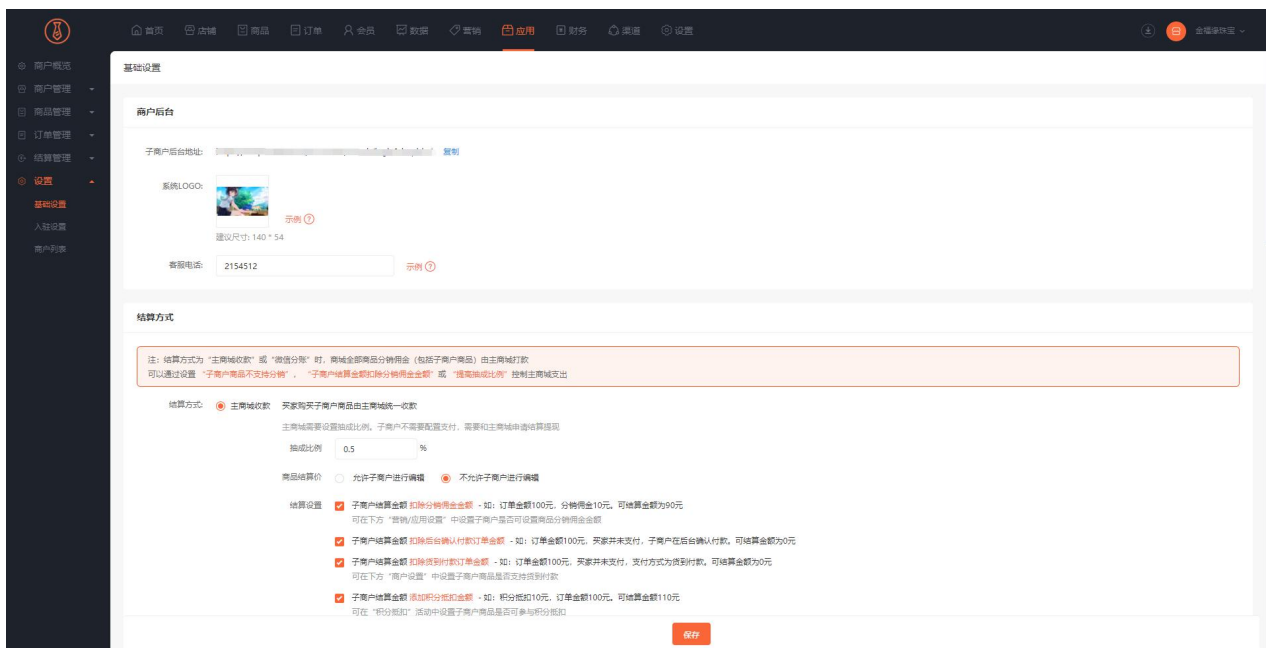 首页 店铺 商品 订单 会员 数据 营销 应用 财务 渠道 设置
商户概览
商户管理
商品管理
订单管理
结算管理
设置
基础设置
入驻设置
商户列表
基础设置
商户后台
子商户后台地址:
复制
系统LOGO:
示例
建议尺寸: 140 * 54
客服电话: 2154512 示例
结算方式
注：结算方式为“主商城收款”或“微信分账”时，商城全部商品分销佣金（包括子商户商品）由主商城打款
可以通过设置“子商户商品不支持分销”，“子商户结算金额扣除分销佣金金额”或“提高抽成比例”控制主商城支出
结算方式: 主商城收款 买家购买子商户商品由主商城统一收款
主商城需要设置抽成比例。子商户不需要配置支付，需要和主商城申请结算提现
抽成比例 0.5 %
商品结算价 允许子商户进行编辑 不允许子商户进行编辑
结算设置 子商户结算金额 扣除分销佣金金额 - 如：订单金额100元，分销佣金10元。可结算金额为90元
可在下方“营销/应用设置”中设置子商户是否可设置商品分销佣金金额
子商户结算金额 扣除后台确认付款订单金额 - 如：订单金额100元，买家并未支付，子商户在后台确认付款。可结算金额为0元
子商户结算金额 扣除货到付款订单金额 - 如：订单金额100元，买家并未支付，支付方式为货到付款。可结算金额为0元
可在下方“商户设置”中设置子商户商品是否支持货到付款
子商户结算金额 添加积分抵扣金额 - 如：积分抵扣10元，订单金额100元。可结算金额110元
可在“积分抵扣”活动中设置子商户商品是否可参与积分抵扣
保存